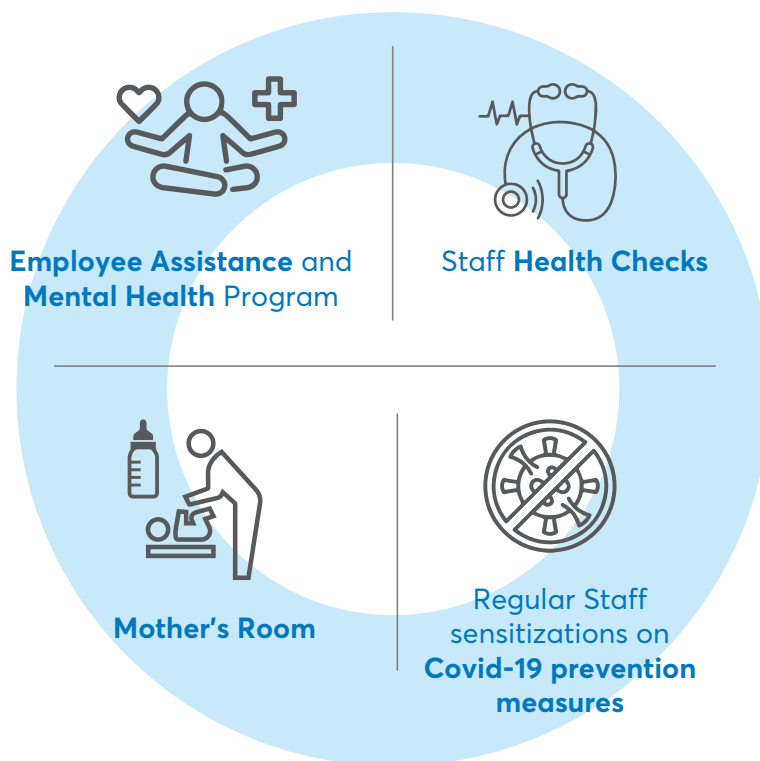 Employee Assistance and
Mental Health Program
Staff Health Checks
Mother's Room
Regular Staff
sensitizations on
Covid-19 prevention
measures